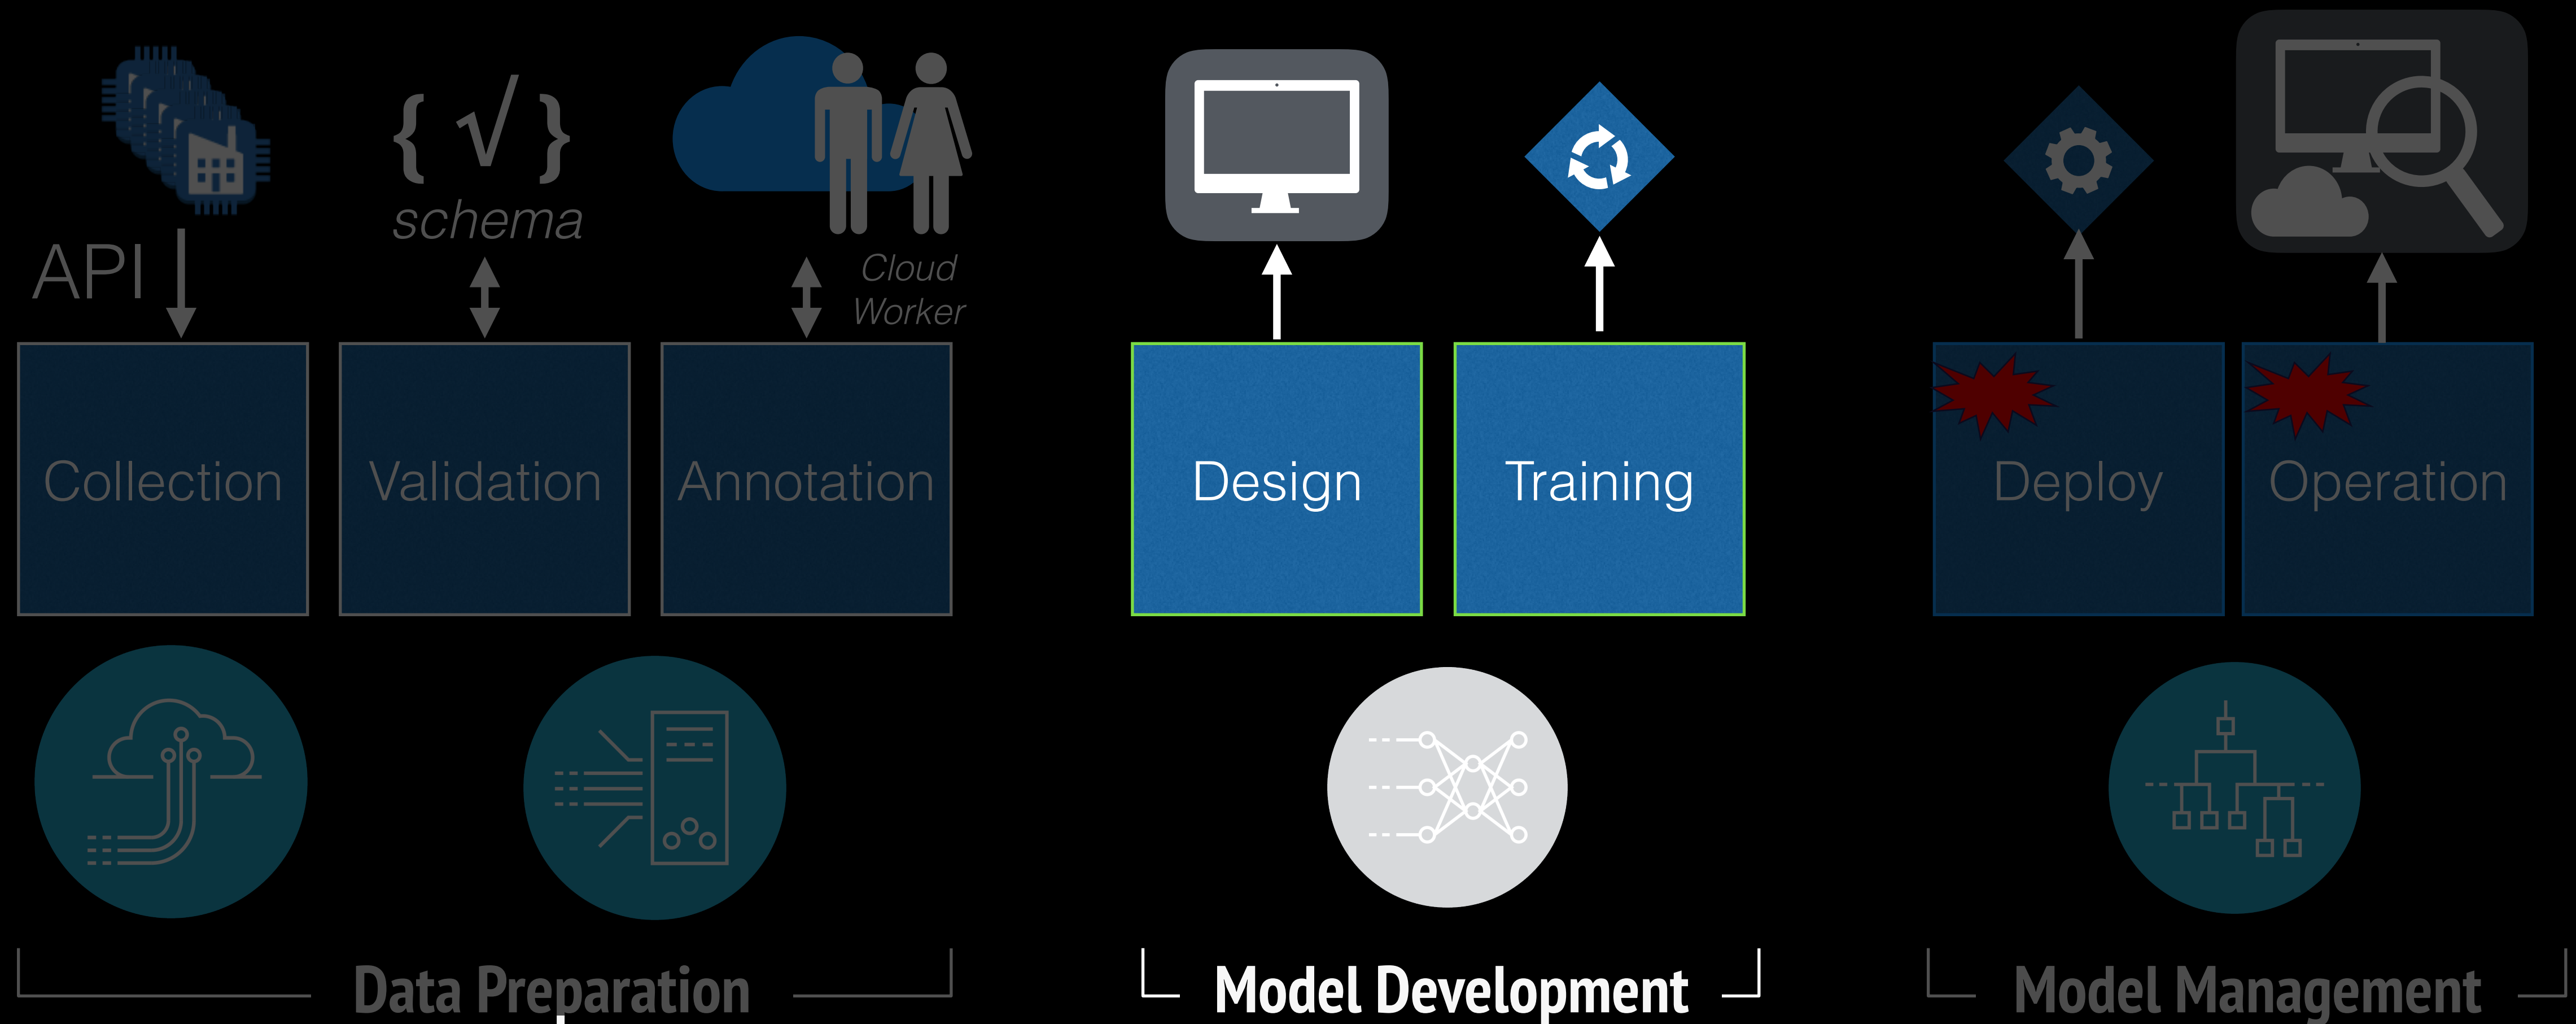 { √ }
schema
API
Cloud
Worker
Collection
Validation
Annotation
Design
Training
Deploy
Operation
Data Preparation
Model Development
Model Management